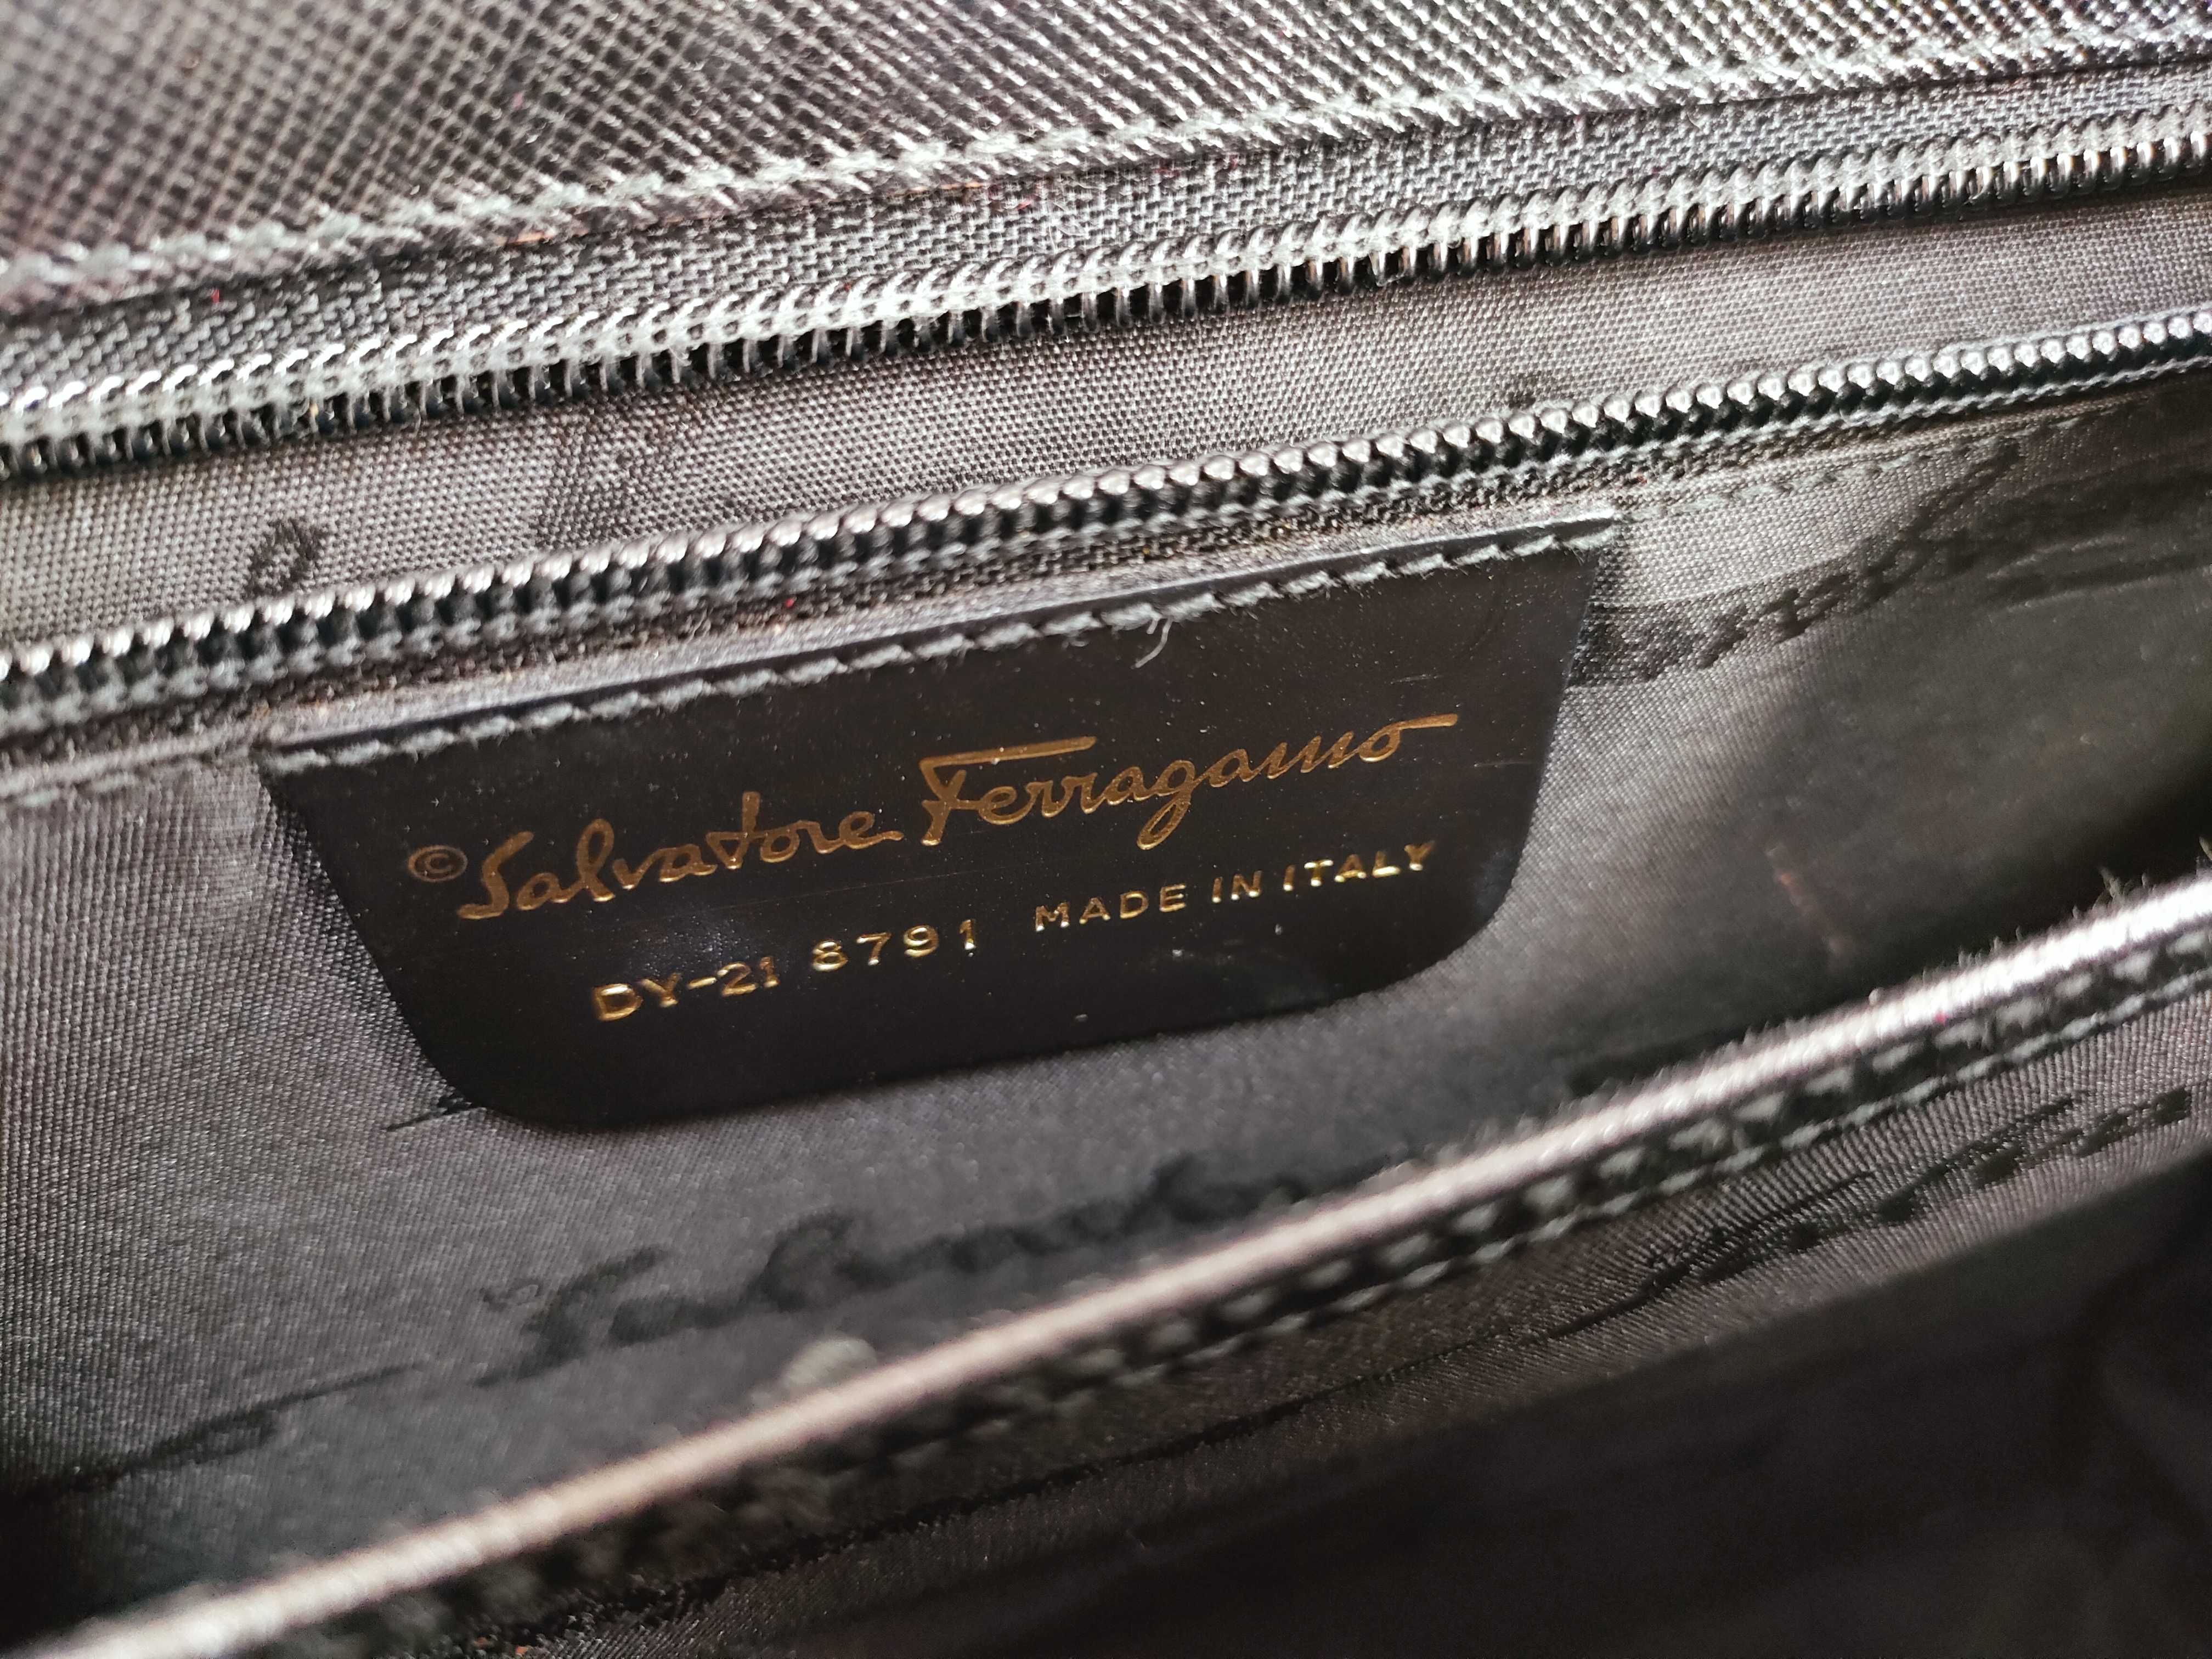 © Salvatore Ferragamo
DY-21 8791 MADE IN ITALY